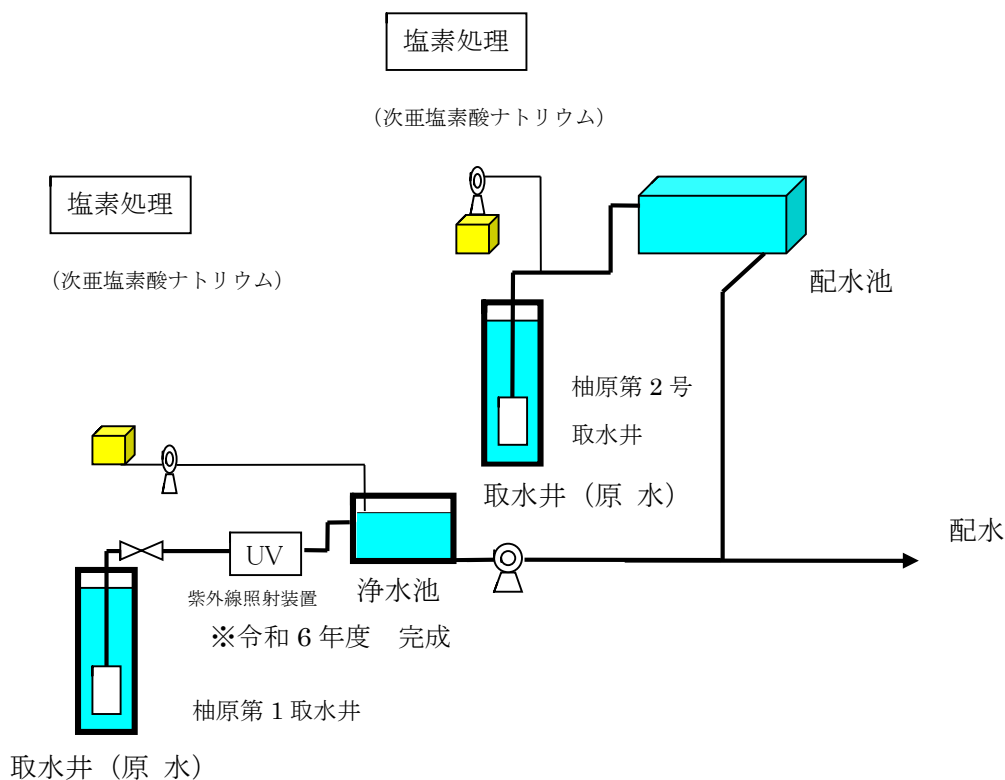 塩素処理
（次亜塩素酸ナトリウム）
塩素処理
（次亜塩素酸ナトリウム）
配水池
柚原第 2 号
取水井
取水井（原 水）
配水
UV
紫外線照射装置
浄水池
※令和 6 年度　完成
柚原第 1 取水井
取水井（原 水）